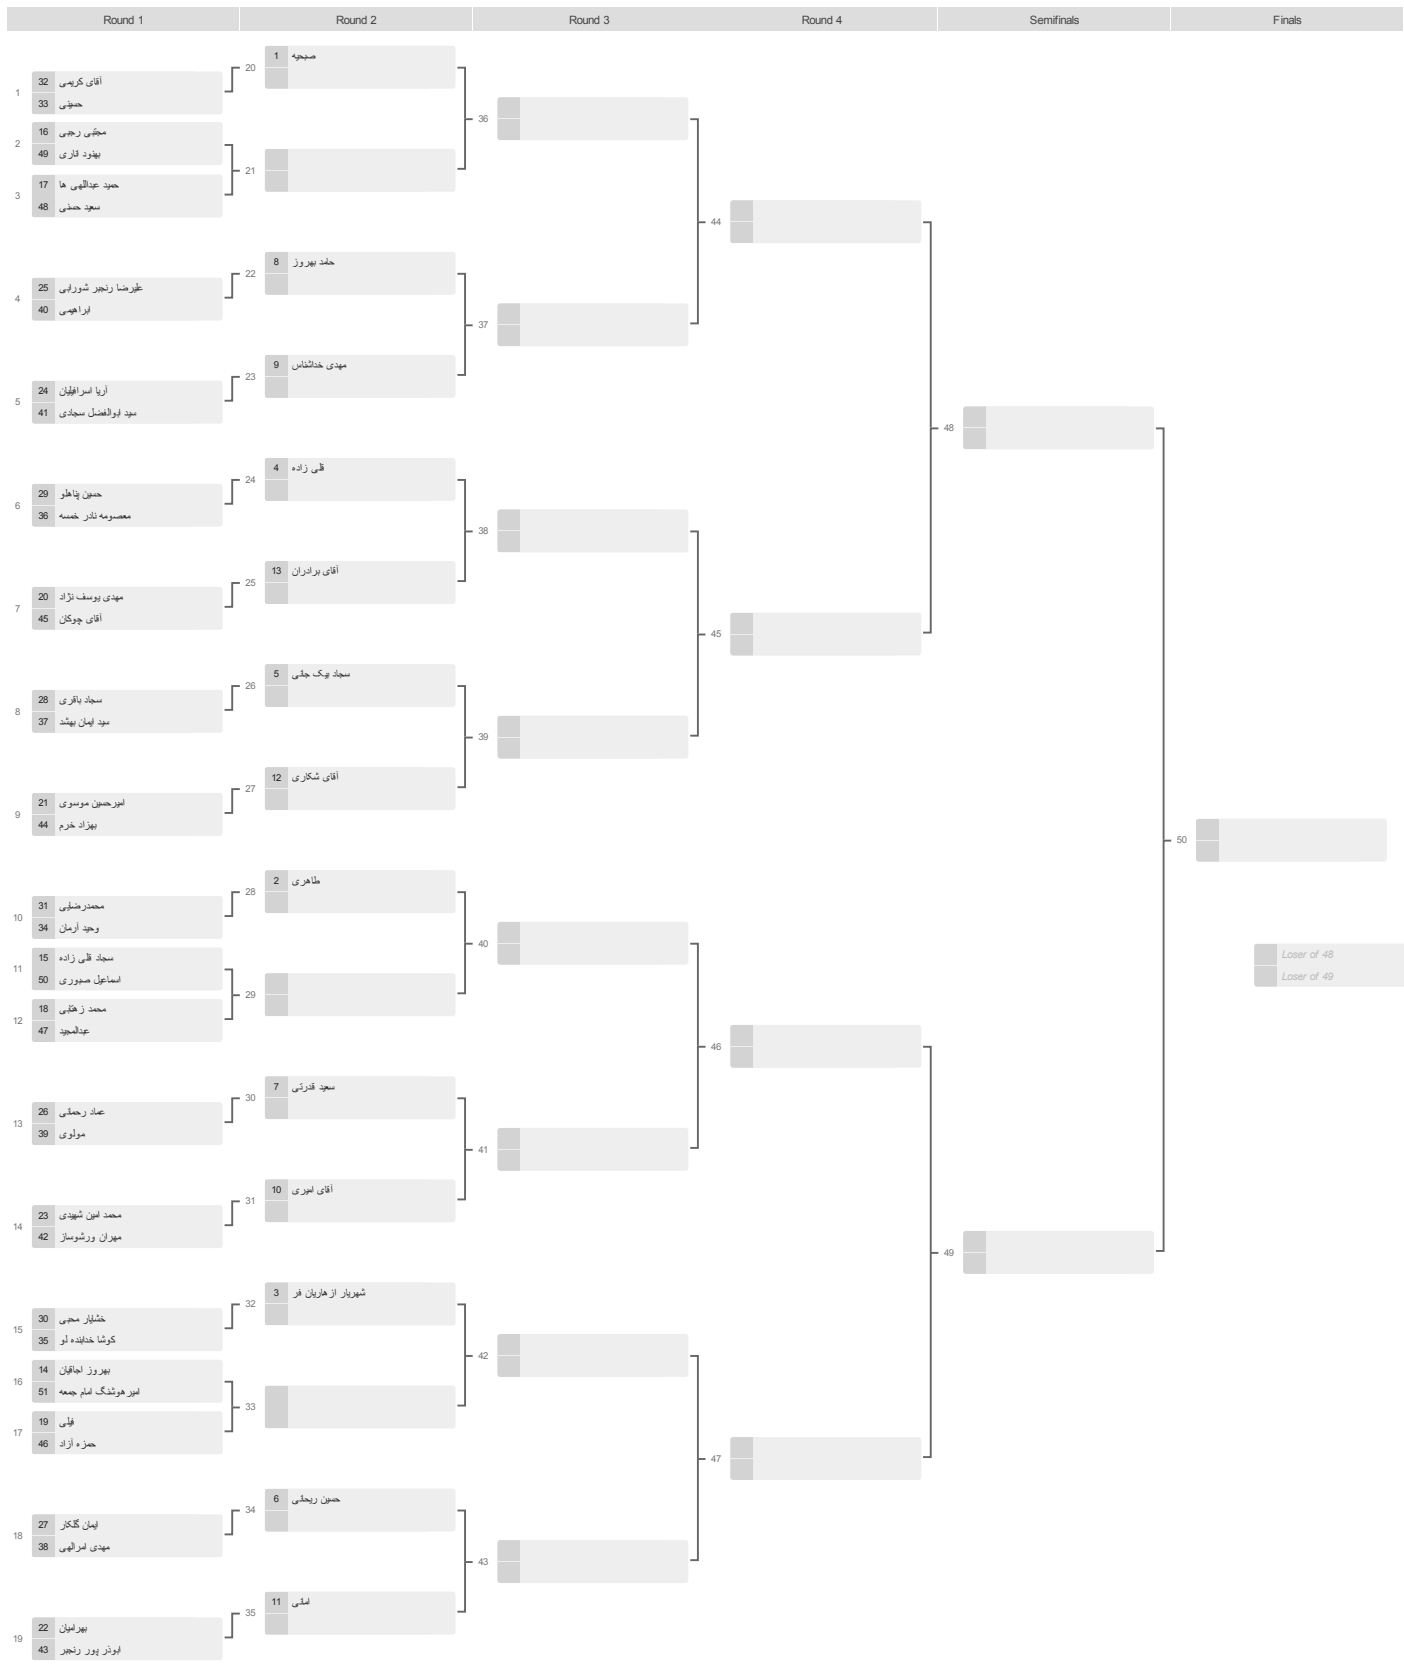 Round 1
Round 2
Round 3
Round 4
Semifinals
Finals
1
32 آقای کریمی
33 حسینی
2
16 مجتبی رجبی
49 بهنود تاری
3
17 حمید عبداللهی ها
48 سعید حسنی
4
25 علیرضا رنجبر شورابی
40 ابراهیمی
5
24 آریا اسرافیلیان
41 سید ابوالفضل سجادی
6
29 حسین پناهلو
36 معصومه نادر خمسه
7
20 مهدی یوسف نژاد
45 آقای چوکان
8
28 سجاد باقری
37 سید ایمان بهشد
9
21 امیرحسین موسوی
44 بهزاد خرم
10
31 محمدرضایی
34 وحید آرمان
11
15 سجاد قلی زاده
50 اسماعیل صبوری
12
18 محمد زهتابی
47 عبدالمجید
13
26 عماد رحمانی
39 مولوی
14
23 محمد امین شهیدی
42 مهران ورشوساز
15
30 خشایار محبی
35 کوشا خدابنده لو
16
14 بهروز اجاقیان
51 امیرهوشنگ امام جمعه
17
19 فیلی
46 حمزه آزاد
18
27 ایمان گلکار
38 مهدی امرالهی
19
22 بهرامیان
43 ابوذر پور رنجبر
20
1 صبحیه
21
22
8 حامد بهروز
23
9 مهدی خداشناس
24
4 قلی زاده
25
13 آقای برادران
26
5 سجاد بیک جانی
27
12 آقای شکاری
28
2 طاهری
29
30
7 سعید قدرتی
31
10 آقای امیری
32
3 شهریار ازهاریان فر
33
34
6 حسین ریحانی
35
11 امانی
36
37
38
39
40
41
42
43
44
45
46
47
48
49
50
Loser of 48
Loser of 49